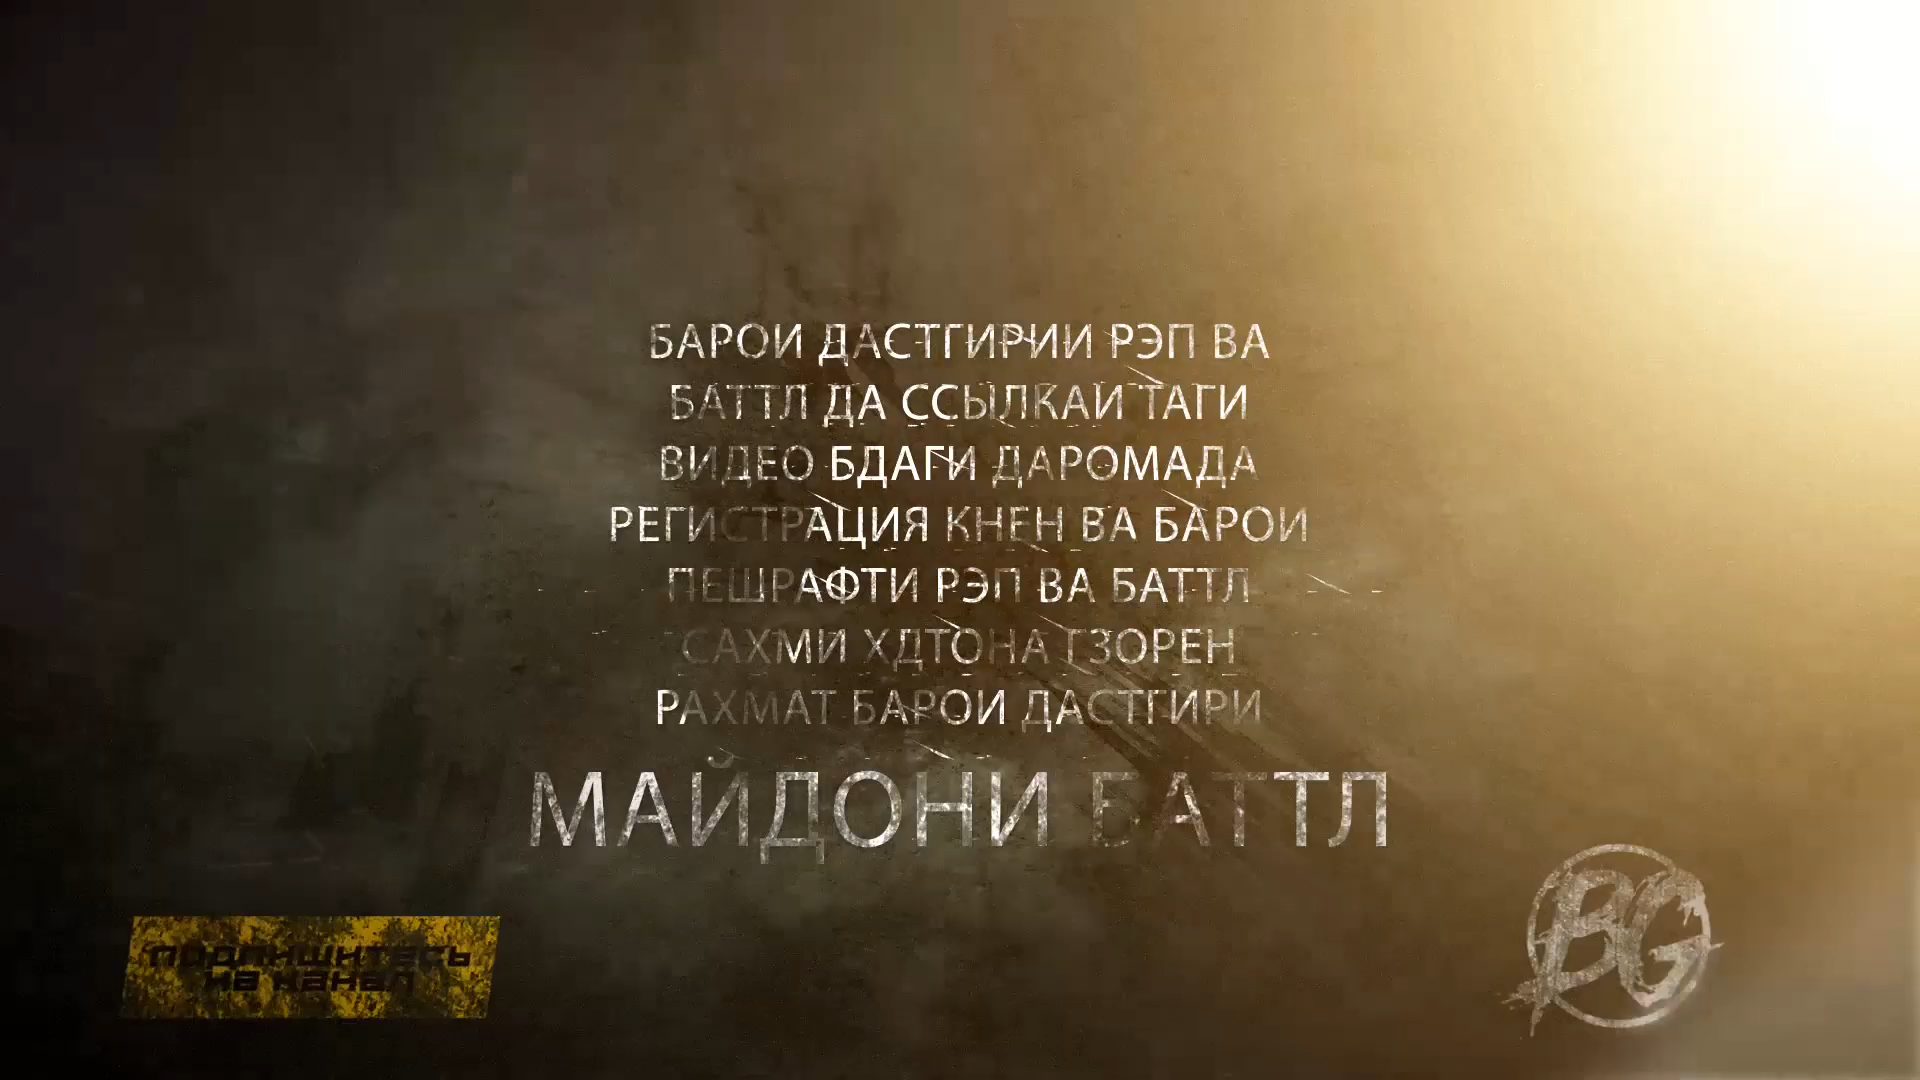 БАРОИ ДАСТГИРИИ РЭП ВА
БАТТЛ ДА ССЫЛКАИ ТАГИ
ВИДЕО БДАГИ ДАРОМАДА
РЕГИСТРАЦИЯ КНЕН ВА БАРОИ
ПЕШРАФТИ РЭП ВА БАТТЛ
САХМИ ХДТОНА ГЗОРЕН
РАХМАТ БАРОИ ДАСТГИРИ
МАЙДОНИ БАТТЛ
ПОДПИШИТЕСЬ
НА КАНАЛ
BG